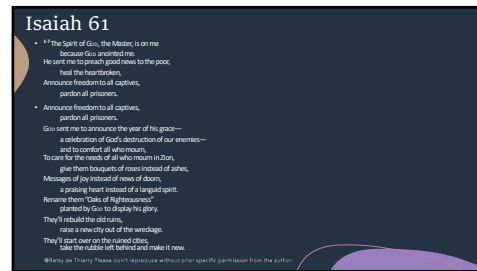 Isaiah 61
• 1-7 The Spirit of GOD, the Master, is on me
because GOD anointed me.
He sent me to preach good news to the poor,
heal the heartbroken,
Announce freedom to all captives,
pardon all prisoners.
• Announce freedom to all captives,
pardon all prisoners.
GOD sent me to announce the year of his grace—
a celebration of God's destruction of our enemies—
and to comfort all who mourn,
To care for the needs of all who mourn in Zion,
give them bouquets of roses instead of ashes,
Messages of joy instead of news of doom,
a praising heart instead of a languid spirit.
Rename them "Oaks of Righteousness"
planted by GOD to display his glory.
They'll rebuild the old ruins,
raise a new city out of the wreckage.
They'll start over on the ruined cities,
take the rubble left behind and make it new.
@Betsy de Thierry Please don't reproduce without prior specific permission from the author.